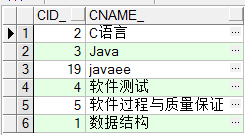 CID_ CNAME_
1 2 C语言 ...
2 3 Java ...
3 19 javaee ...
4 4 软件测试 ...
5 5 软件过程与质量保证 ...
6 1 数据结构 ...